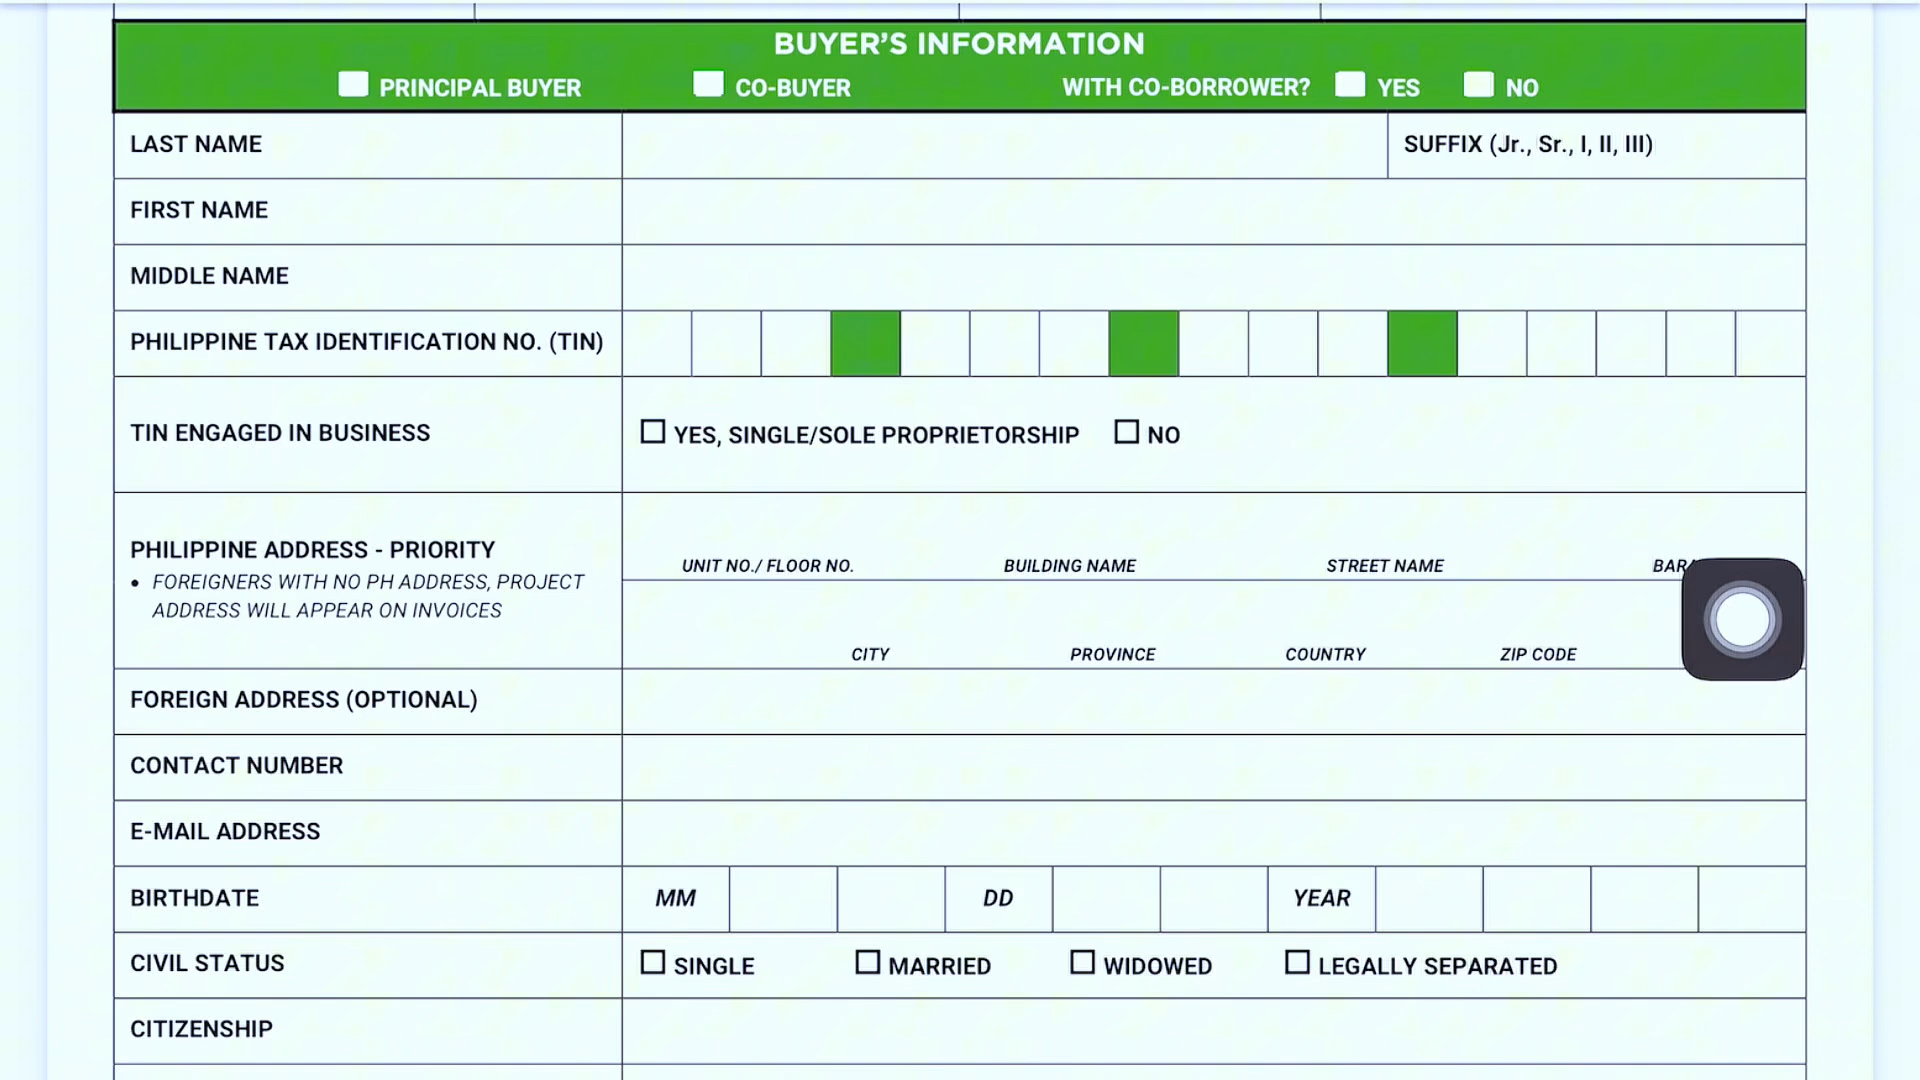 BUYER'S INFORMATION
PRINCIPAL BUYER CO-BUYER WITH CO-BORROWER? YES NO
LAST NAME SUFFIX (Jr., Sr., I, II, III)
FIRST NAME
MIDDLE NAME
PHILIPPINE TAX IDENTIFICATION NO. (TIN)
TIN ENGAGED IN BUSINESS YES, SINGLE/SOLE PROPRIETORSHIP NO
PHILIPPINE ADDRESS - PRIORITY
• FOREIGNERS WITH NO PH ADDRESS, PROJECT
ADDRESS WILL APPEAR ON INVOICES
UNIT NO./ FLOOR NO. BUILDING NAME STREET NAME
CITY PROVINCE COUNTRY ZIP CODE
FOREIGN ADDRESS (OPTIONAL)
CONTACT NUMBER
E-MAIL ADDRESS
BIRTHDATE MM DD YEAR
CIVIL STATUS SINGLE MARRIED WIDOWED LEGALLY SEPARATED
CITIZENSHIP